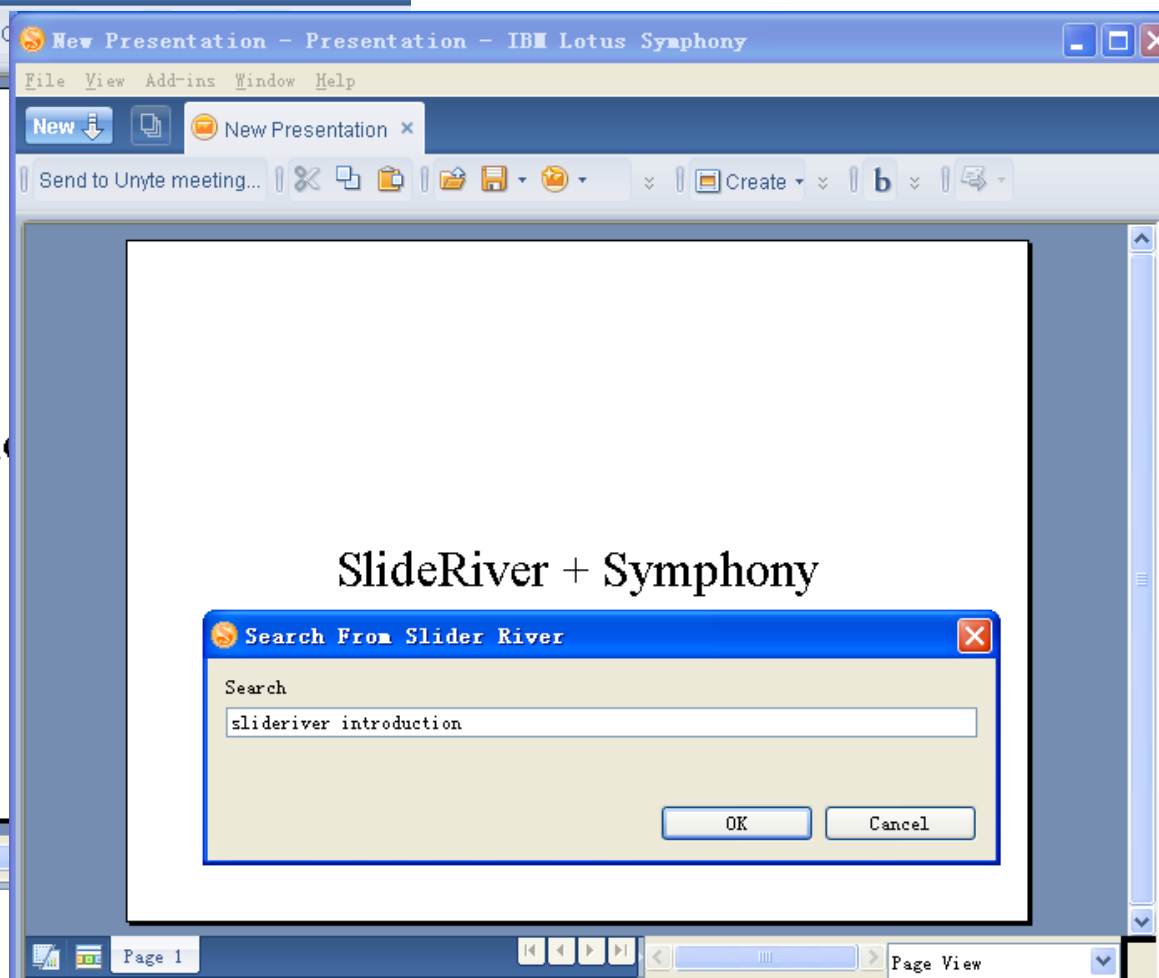 New Presentation - Presentation - IBM Lotus Symphony
File View Add-ins Window Help
New New Presentation ×
Send to Unyte meeting... Create b
SlideRiver + Symphony
Search From Slider River
Search
slideriver introduction
OK Cancel
Page 1 Page View